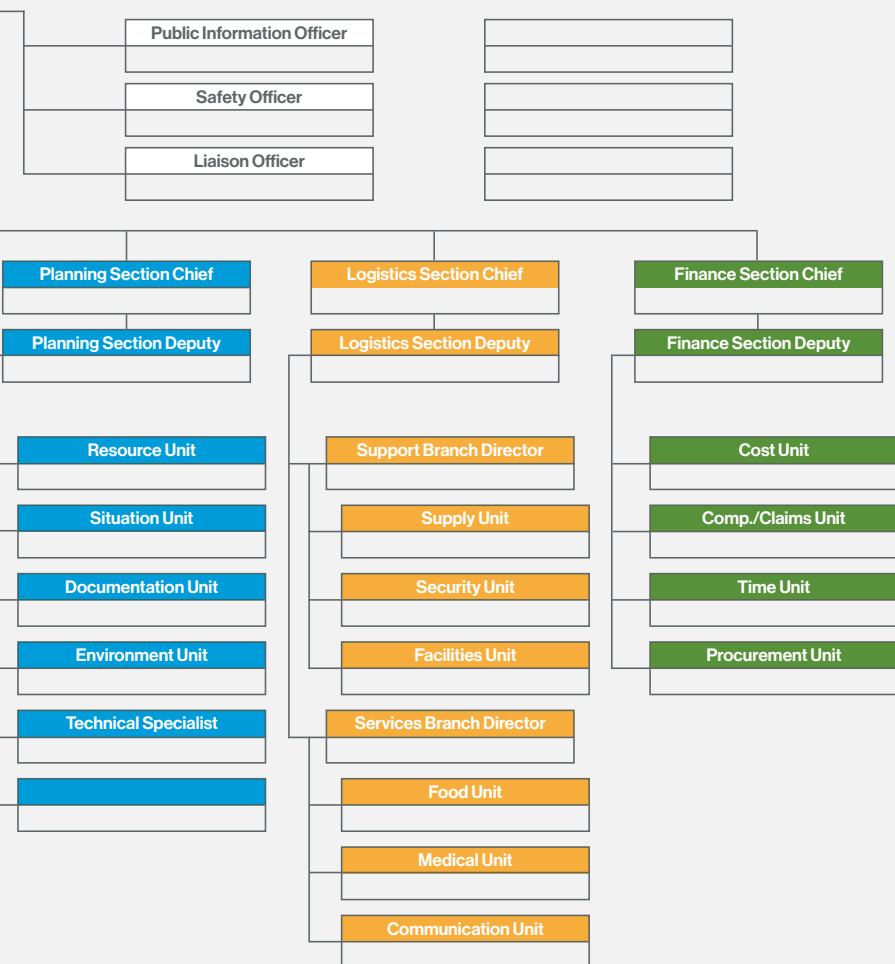 Public Information Officer
Safety Officer
Liaison Officer
Planning Section Chief
Planning Section Deputy
Resource Unit
Situation Unit
Documentation Unit
Environment Unit
Technical Specialist
Logistics Section Chief
Logistics Section Deputy
Support Branch Director
Supply Unit
Security Unit
Facilities Unit
Services Branch Director
Food Unit
Medical Unit
Communication Unit
Finance Section Chief
Finance Section Deputy
Cost Unit
Comp./Claims Unit
Time Unit
Procurement Unit